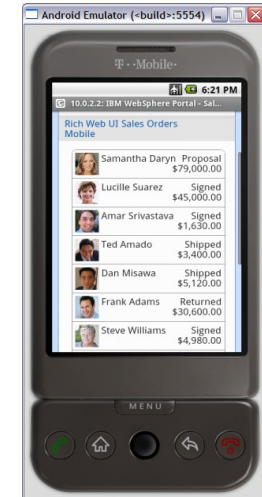 Android Emulator (<build>:5554)
T··Mobile·
6:21 PM
10.0.2.2: IBM WebSphere Portal - Sal...
Rich Web UI Sales Orders
Mobile
Samantha Daryn Proposal
$79,000.00
Lucille Suarez Signed
$45,000.00
Amar Srivastava Signed
$1,630.00
Ted Amado Shipped
$3,400.00
Dan Misawa Shipped
$5,120.00
Frank Adams Returned
$30,600.00
Steve Williams Signed
$4,980.00
MENU